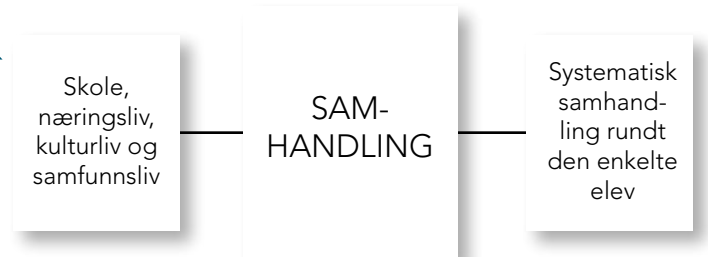 Skole,
næringsliv,
kulturliv og
samfunnsliv
SAM-
HANDLING
Systematisk
samhand-
ling rundt
den enkelte
elev